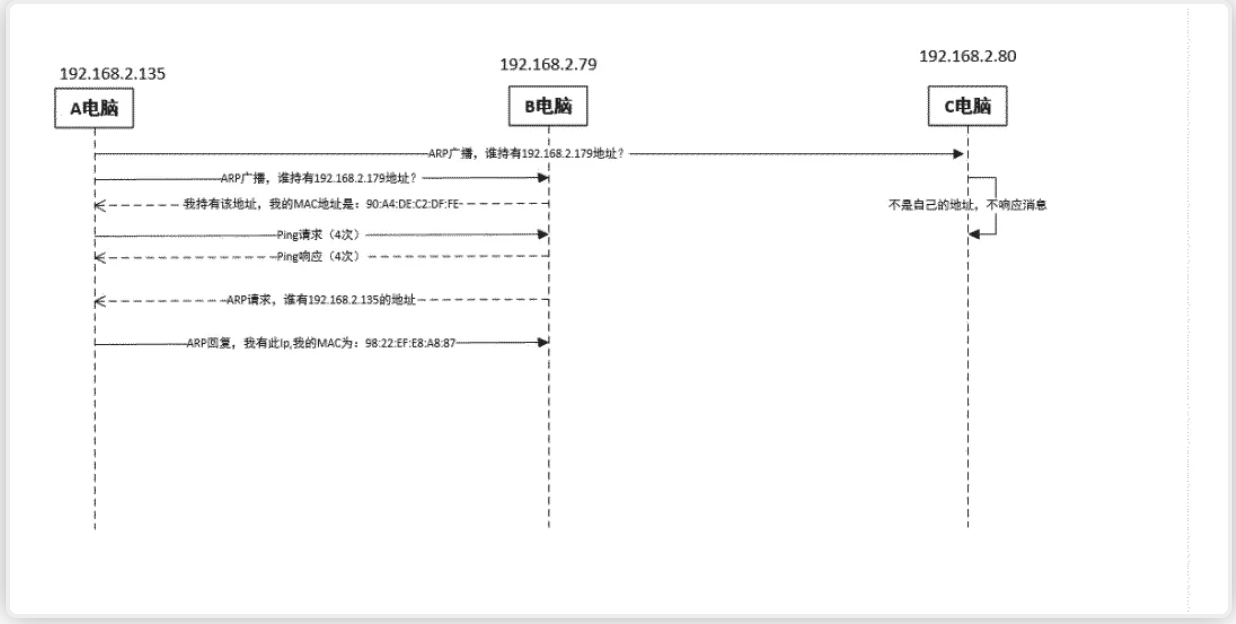 192.168.2.135
192.168.2.79
192.168.2.80
A电脑
B电脑
C电脑
ARP广播，谁持有192.168.2.179地址？
ARP广播，谁持有192.168.2.179地址？
我持有该地址，我的MAC地址是：90:A4:DE:C2:DF:FE
不是自己的地址，不响应消息
Ping请求（4次）
Ping响应（4次）
ARP请求，谁有192.168.2.135的地址
ARP回复，我有此Ip,我的MAC为：98:22:EF:E8:A8:87